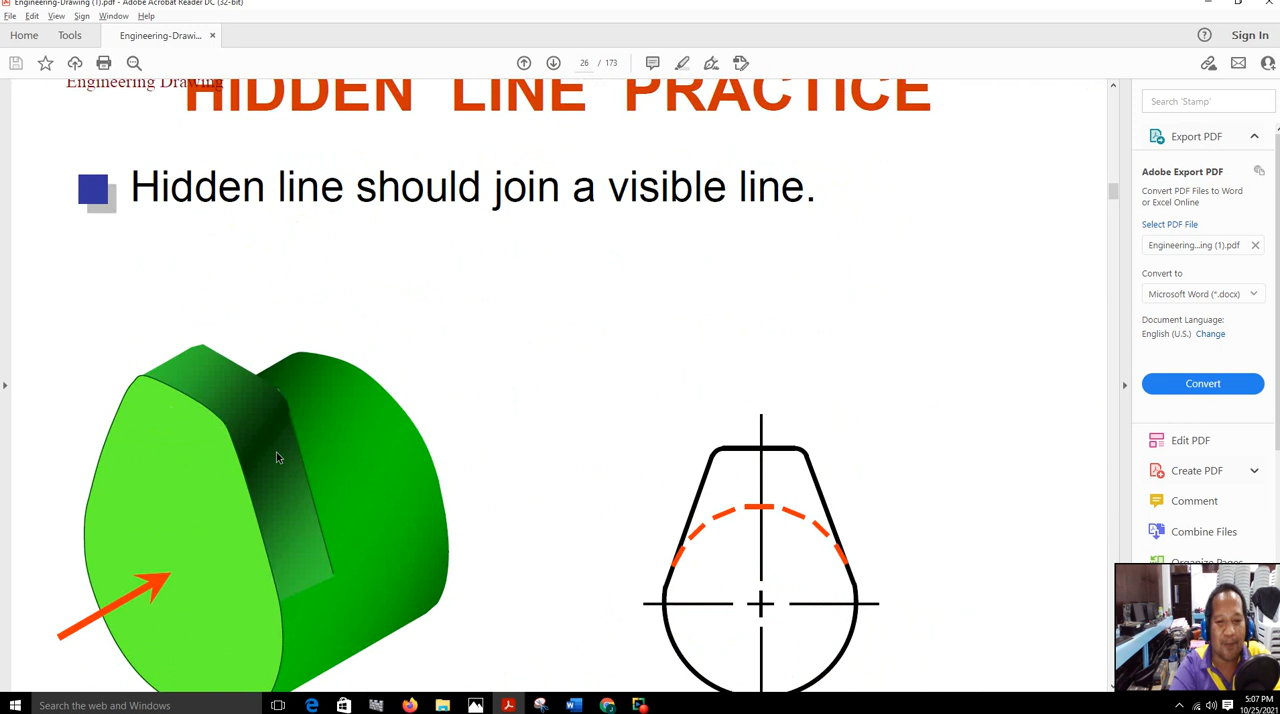 Engineering-Drawing (1).pdf - Adobe Acrobat Reader DC (32-bit)
File Edit View Sign Window Help
Home Tools Engineering-Drawi... × Sign In
26 / 173
Engineering Drawing
HIDDEN LINE PRACTICE
Hidden line should join a visible line.
Search 'Stamp'
Export PDF
Adobe Export PDF
Convert PDF Files to Word
or Excel Online
Select PDF File
Engineering...ing (1).pdf
Convert to
Microsoft Word (*.docx)
Document Language:
English (U.S.) Change
Convert
Edit PDF
Create PDF
Comment
Combine Files
Organize Pages
Search the web and Windows
5:07 PM
10/25/2021